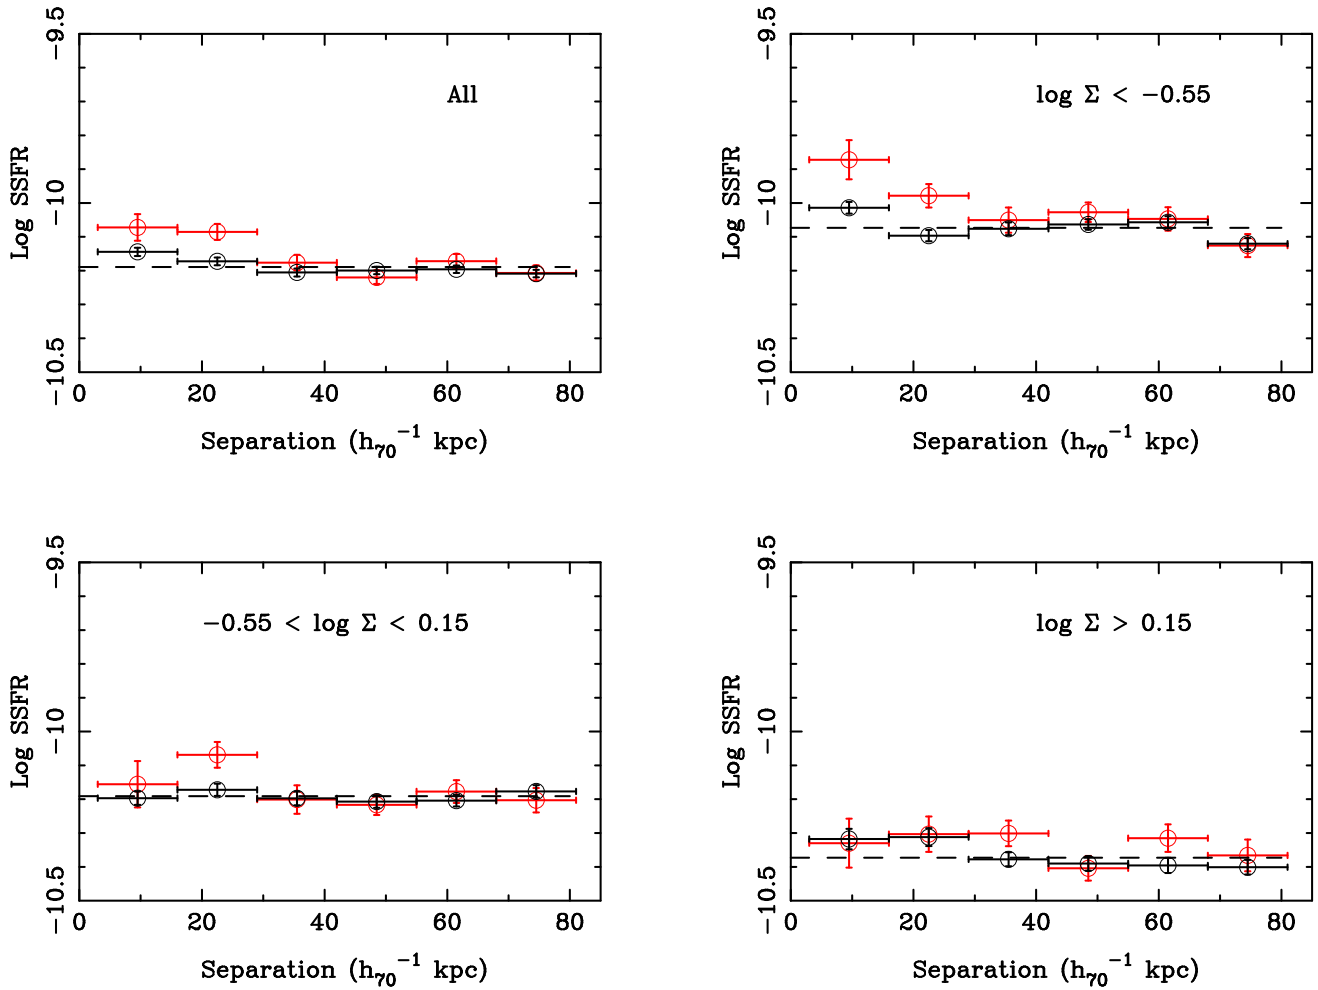 All
-9.5
-10
-10.5
Log SSFR
0 20 40 60 80
Separation (h70^-1 kpc)
log Σ < -0.55
-9.5
-10
-10.5
Log SSFR
0 20 40 60 80
Separation (h70^-1 kpc)
-0.55 < log Σ < 0.15
-9.5
-10
-10.5
Log SSFR
0 20 40 60 80
Separation (h70^-1 kpc)
log Σ > 0.15
-9.5
-10
-10.5
Log SSFR
0 20 40 60 80
Separation (h70^-1 kpc)